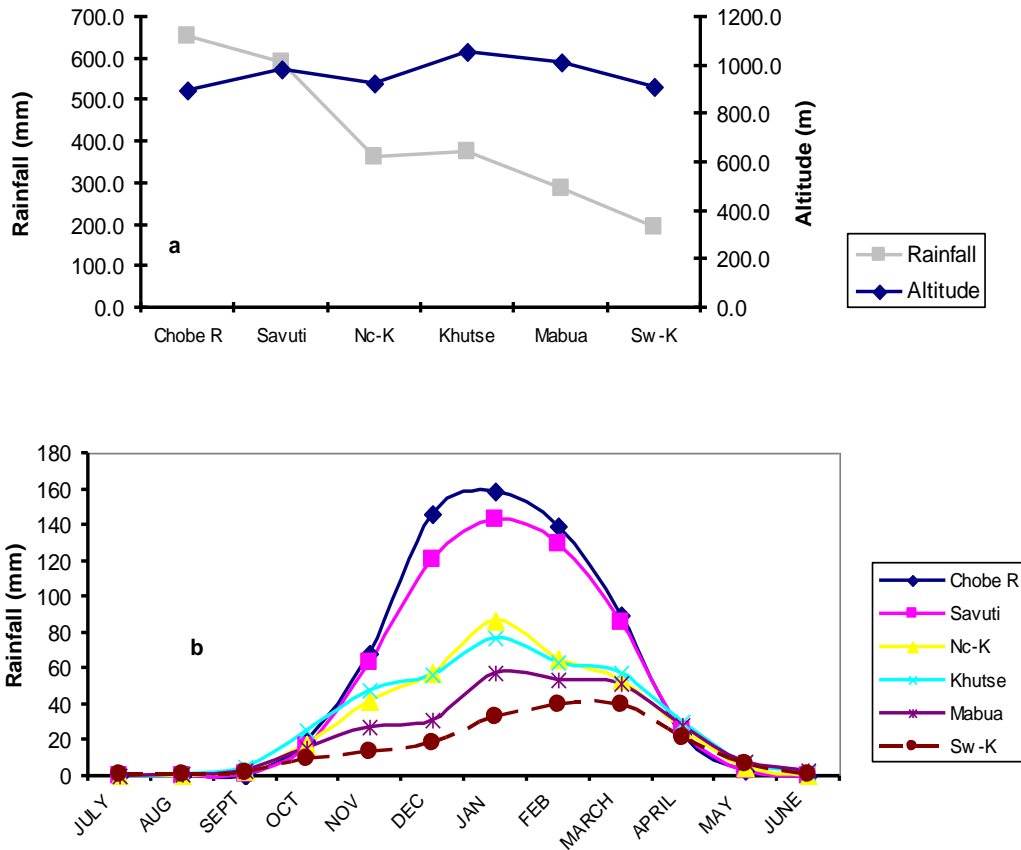 700.0
600.0
500.0
400.0
300.0
200.0
100.0
0.0
Rainfall (mm)
1200.0
1000.0
800.0
600.0
400.0
200.0
0.0
Altitude (m)
a
Chobe R Savuti Nc-K Khutse Mabua Sw-K
Rainfall
Altitude
180
160
140
120
100
80
60
40
20
0
Rainfall (mm)
b
JULY AUG SEPT OCT NOV DEC JAN FEB MARCH APRIL MAY JUNE
Chobe R
Savuti
Nc-K
Khutse
Mabua
Sw-K